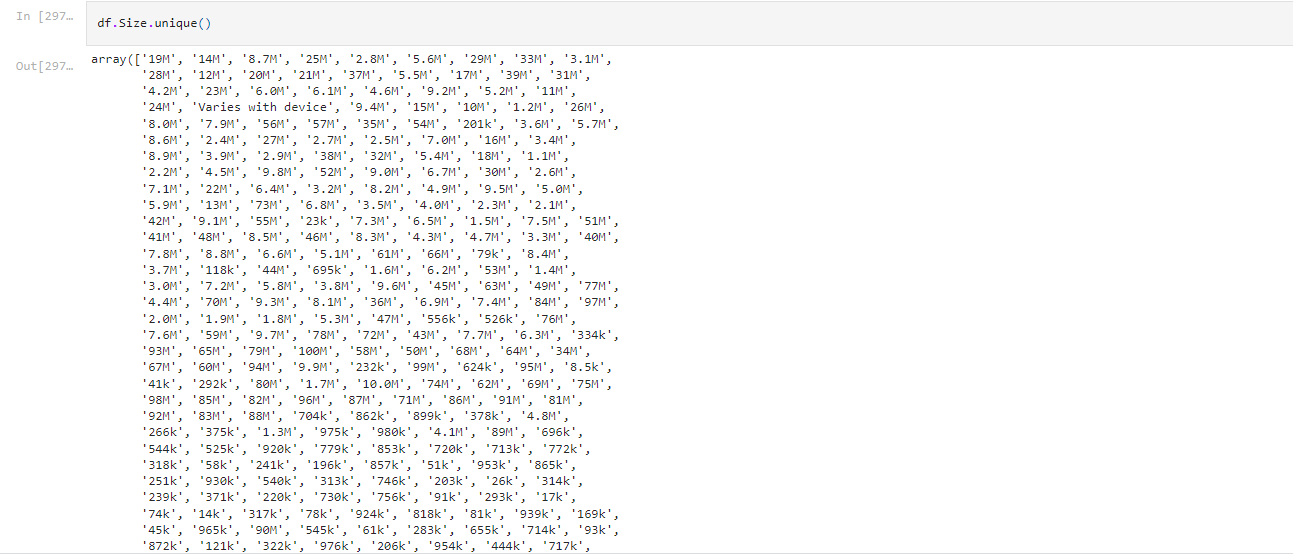 In [297…
df.Size.unique()
Out[297…
array(['19M', '14M', '8.7M', '25M', '2.8M', '5.6M', '29M', '33M', '3.1M',
'28M', '12M', '20M', '21M', '37M', '5.5M', '17M', '39M', '31M',
'4.2M', '23M', '6.0M', '6.1M', '4.6M', '9.2M', '5.2M', '11M',
'24M', 'Varies with device', '9.4M', '15M', '10M', '1.2M', '26M',
'8.0M', '7.9M', '56M', '57M', '35M', '54M', '201k', '3.6M', '5.7M',
'8.6M', '2.4M', '27M', '2.7M', '2.5M', '7.0M', '16M', '3.4M',
'8.9M', '3.9M', '2.9M', '38M', '32M', '5.4M', '18M', '1.1M',
'2.2M', '4.5M', '9.8M', '52M', '9.0M', '6.7M', '30M', '2.6M',
'7.1M', '22M', '6.4M', '3.2M', '8.2M', '4.9M', '9.5M', '5.0M',
'5.9M', '13M', '73M', '6.8M', '3.5M', '4.0M', '2.3M', '2.1M',
'42M', '9.1M', '55M', '23k', '7.3M', '6.5M', '1.5M', '7.5M', '51M',
'41M', '48M', '8.5M', '46M', '8.3M', '4.3M', '4.7M', '3.3M', '40M',
'7.8M', '8.8M', '6.6M', '5.1M', '61M', '66M', '79k', '8.4M',
'3.7M', '118k', '44M', '695k', '1.6M', '6.2M', '53M', '1.4M',
'3.0M', '7.2M', '5.8M', '3.8M', '9.6M', '45M', '63M', '49M', '77M',
'4.4M', '70M', '9.3M', '8.1M', '36M', '6.9M', '7.4M', '84M', '97M',
'2.0M', '1.9M', '1.8M', '5.3M', '47M', '556k', '526k', '76M',
'7.6M', '59M', '9.7M', '78M', '72M', '43M', '7.7M', '6.3M', '334k',
'93M', '65M', '79M', '100M', '58M', '50M', '68M', '64M', '34M',
'67M', '60M', '94M', '9.9M', '232k', '99M', '624k', '95M', '8.5k',
'41k', '292k', '80M', '1.7M', '10.0M', '74M', '62M', '69M', '75M',
'98M', '85M', '82M', '96M', '87M', '71M', '86M', '91M', '81M',
'92M', '83M', '88M', '704k', '862k', '899k', '378k', '4.8M',
'266k', '375k', '1.3M', '975k', '980k', '4.1M', '89M', '696k',
'544k', '525k', '920k', '779k', '853k', '720k', '713k', '772k',
'318k', '58k', '241k', '196k', '857k', '51k', '953k', '865k',
'251k', '930k', '540k', '313k', '746k', '203k', '26k', '314k',
'239k', '371k', '220k', '730k', '756k', '91k', '293k', '17k',
'74k', '14k', '317k', '78k', '924k', '818k', '81k', '939k', '169k',
'45k', '965k', '90M', '545k', '61k', '283k', '655k', '714k', '93k',
'872k', '121k', '322k', '976k', '206k', '954k', '444k', '717k',